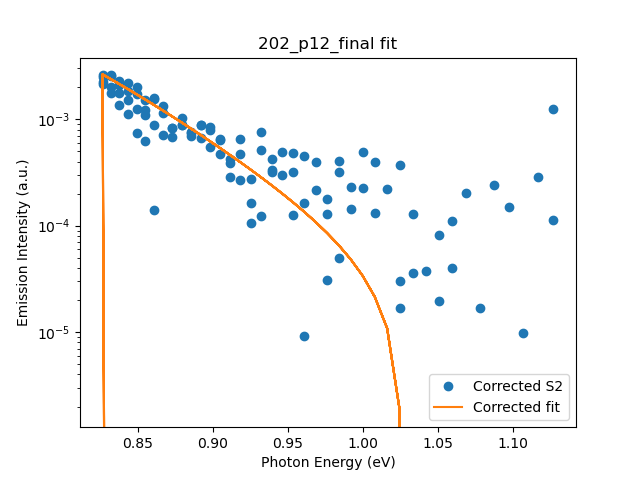 202_p12_final fit
Emission Intensity (a.u.)
10⁻³
10⁻⁴
10⁻⁵
Corrected S2
Corrected fit
0.85 0.90 0.95 1.00 1.05 1.10
Photon Energy (eV)